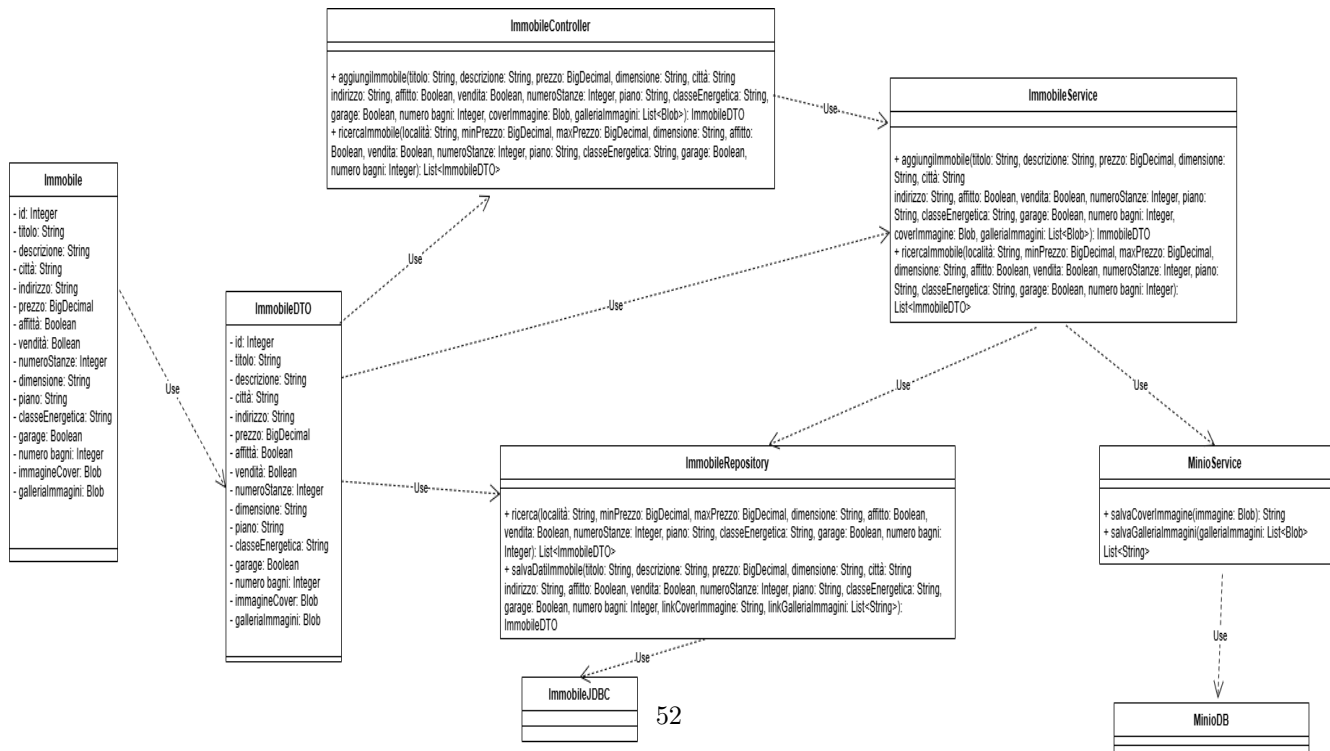 ImmobileController
+ aggiungiImmobile(titolo: String, descrizione: String, prezzo: BigDecimal, dimensione: String, città: String
indirizzo: String, affitto: Boolean, vendita: Boolean, numeroStanze: Integer, piano: String, classeEnergetica: String,
garage: Boolean, numero bagni: Integer, coverImmagine: Blob, galleriaImmagini: List<Blob>): ImmobileDTO
+ ricercaImmobile(località: String, minPrezzo: BigDecimal, maxPrezzo: BigDecimal, dimensione: String, affitto:
Boolean, vendita: Boolean, numeroStanze: Integer, piano: String, classeEnergetica: String, garage: Boolean,
numero bagni: Integer): List<ImmobileDTO>
Use
ImmobileService
+ aggiungiImmobile(titolo: String, descrizione: String, prezzo: BigDecimal, dimensione:
String, città: String
indirizzo: String, affitto: Boolean, vendita: Boolean, numeroStanze: Integer, piano:
String, classeEnergetica: String, garage: Boolean, numero bagni: Integer,
coverImmagine: Blob, galleriaImmagini: List<Blob>): ImmobileDTO
+ ricercaImmobile(località: String, minPrezzo: BigDecimal, maxPrezzo: BigDecimal,
dimensione: String, affitto: Boolean, vendita: Boolean, numeroStanze: Integer, piano:
String, classeEnergetica: String, garage: Boolean, numero bagni: Integer):
List<ImmobileDTO>
Immobile
- id: Integer
- titolo: String
- descrizione: String
- città: String
- indirizzo: String
- prezzo: BigDecimal
- affittà: Boolean
- vendità: Bollean
- numeroStanze: Integer
- dimensione: String
- piano: String
- classeEnergetica: String
- garage: Boolean
- numero bagni: Integer
- immagineCover: Blob
- galleriaImmagini: Blob
Use
Use
Use
ImmobileDTO
- id: Integer
- titolo: String
- descrizione: String
- città: String
- indirizzo: String
- prezzo: BigDecimal
- affittà: Boolean
- vendità: Bollean
- numeroStanze: Integer
- dimensione: String
- piano: String
- classeEnergetica: String
- garage: Boolean
- numero bagni: Integer
- immagineCover: Blob
- galleriaImmagini: Blob
Use
Use
Use
ImmobileRepository
+ ricerca(località: String, minPrezzo: BigDecimal, maxPrezzo: BigDecimal, dimensione: String, affitto: Boolean,
vendita: Boolean, numeroStanze: Integer, piano: String, classeEnergetica: String, garage: Boolean, numero bagni:
Integer): List<ImmobileDTO>
+ salvaDatiImmobile(titolo: String, descrizione: String, prezzo: BigDecimal, dimensione: String, città: String
indirizzo: String, affitto: Boolean, vendita: Boolean, numeroStanze: Integer, piano: String, classeEnergetica: String,
garage: Boolean, numero bagni: Integer, linkCoverImmagine: String, linkGalleriaImmagini: List<String>):
ImmobileDTO
MinioService
+ salvaCoverImmagine(immagine: Blob): String
+ salvaGalleriaImmagini(galleriaImmagini: List<Blob>
List<String>
Use
Use
ImmobileJDBC
52
MinioDB